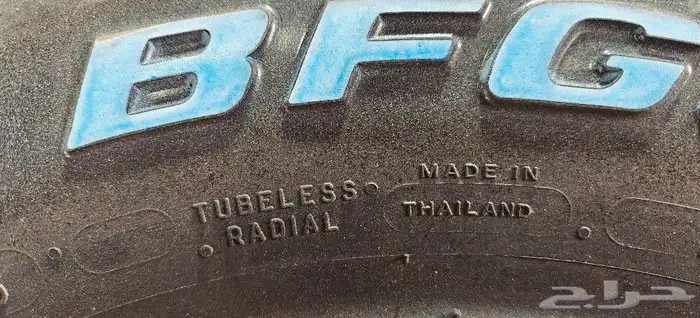 BFG
TUBELESS
RADIAL
MADE IN
THAILAND
حراج